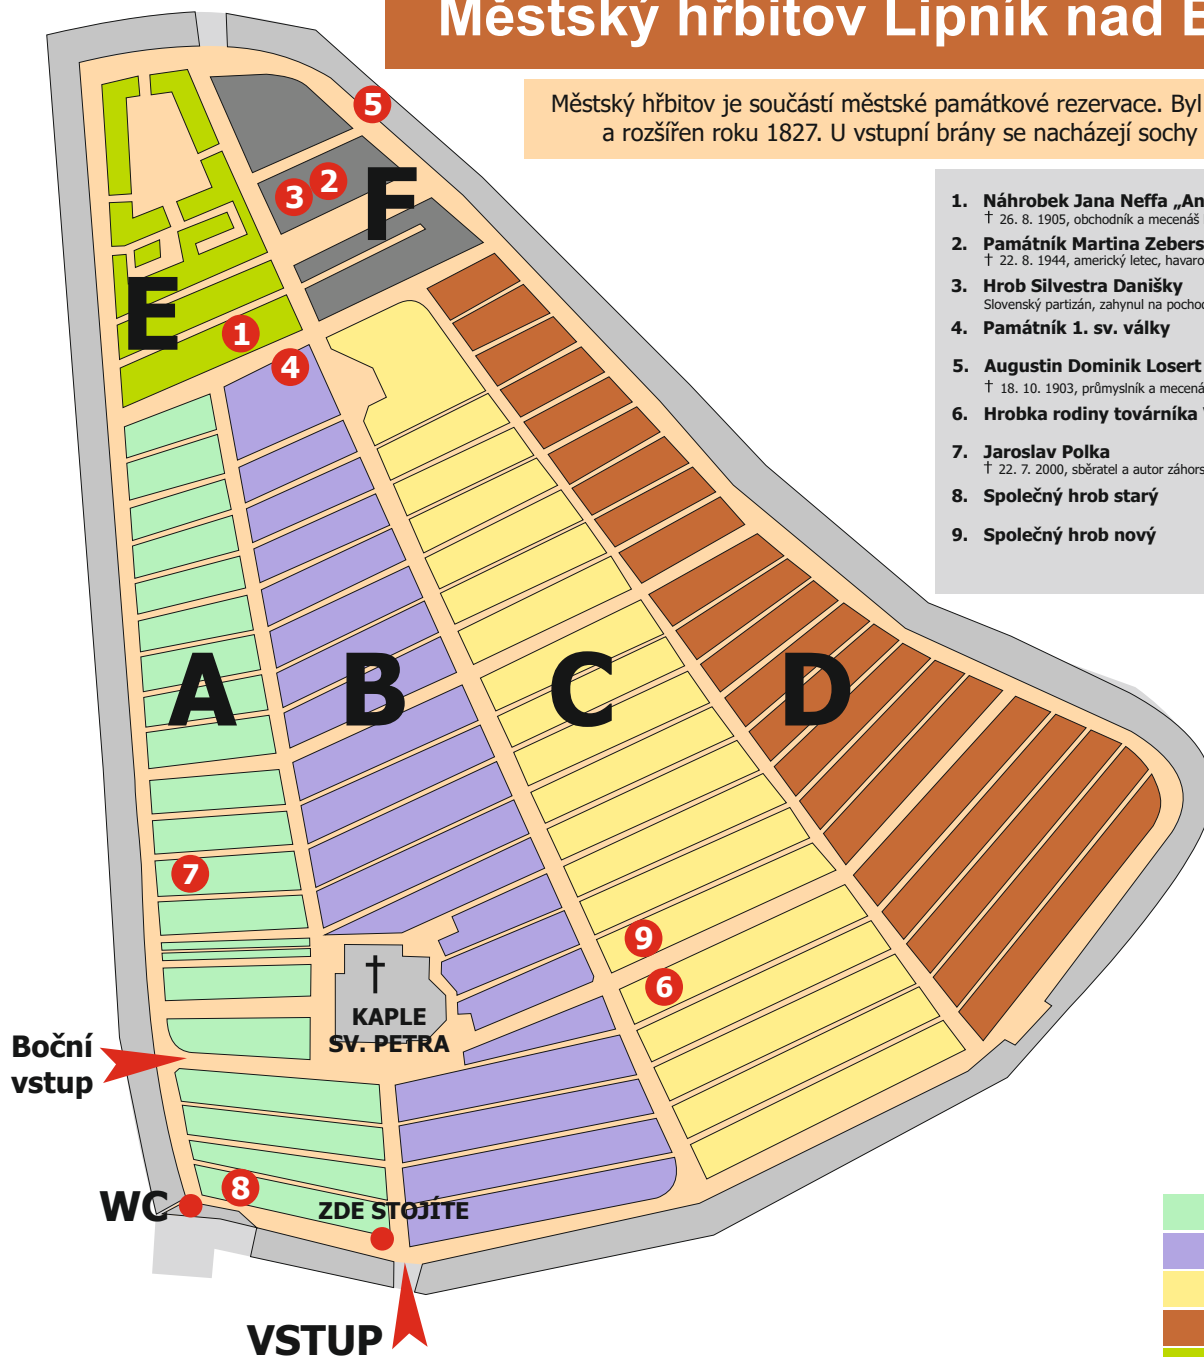 Městský hřbitov Lipník nad
Městský hřbitov je součástí městské památkové rezervace. Byl
a rozšířen roku 1827. U vstupní brány se nacházejí sochy
1. Náhrobek Jana Neffa „An
† 26. 8. 1905, obchodník a mecenáš
2. Památník Martina Zebers
† 22. 8. 1944, americký letec, havaro
3. Hrob Silvestra Danišky
Slovenský partizán, zahynul na pochod
4. Památník 1. sv. války
5. Augustin Dominik Losert
† 18. 10. 1903, průmyslník a mecená
6. Hrobka rodiny továrníka
7. Jaroslav Polka
† 22. 7. 2000, sběratel a autor záhors
8. Společný hrob starý
9. Společný hrob nový
5
3 2
F
E
1
4
A B C D
7
9
6
KAPLE
SV. PETRA
Boční
vstup
WC
8
ZDE STOJÍTE
VSTUP